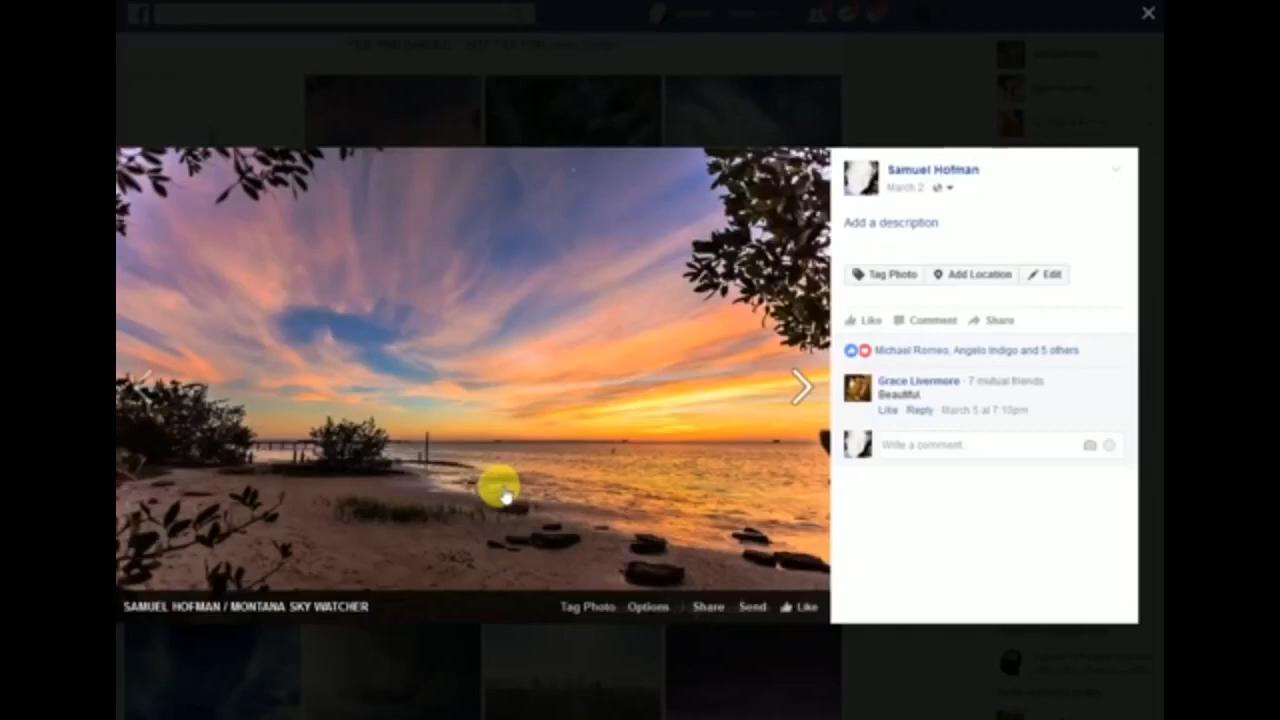 Samuel Hofman
March 2
Add a description
Tag Photo Add Location Edit
Like Comment Share
Michael Romeo, Angelo Indigo and 5 others
Grace Livermore · 7 mutual friends
Beautiful
Like Reply · March 5 at 7:10pm
Write a comment...
SAMUEL HOFMAN / MONTANA SKY WATCHER
Tag Photo Options Share Send Like